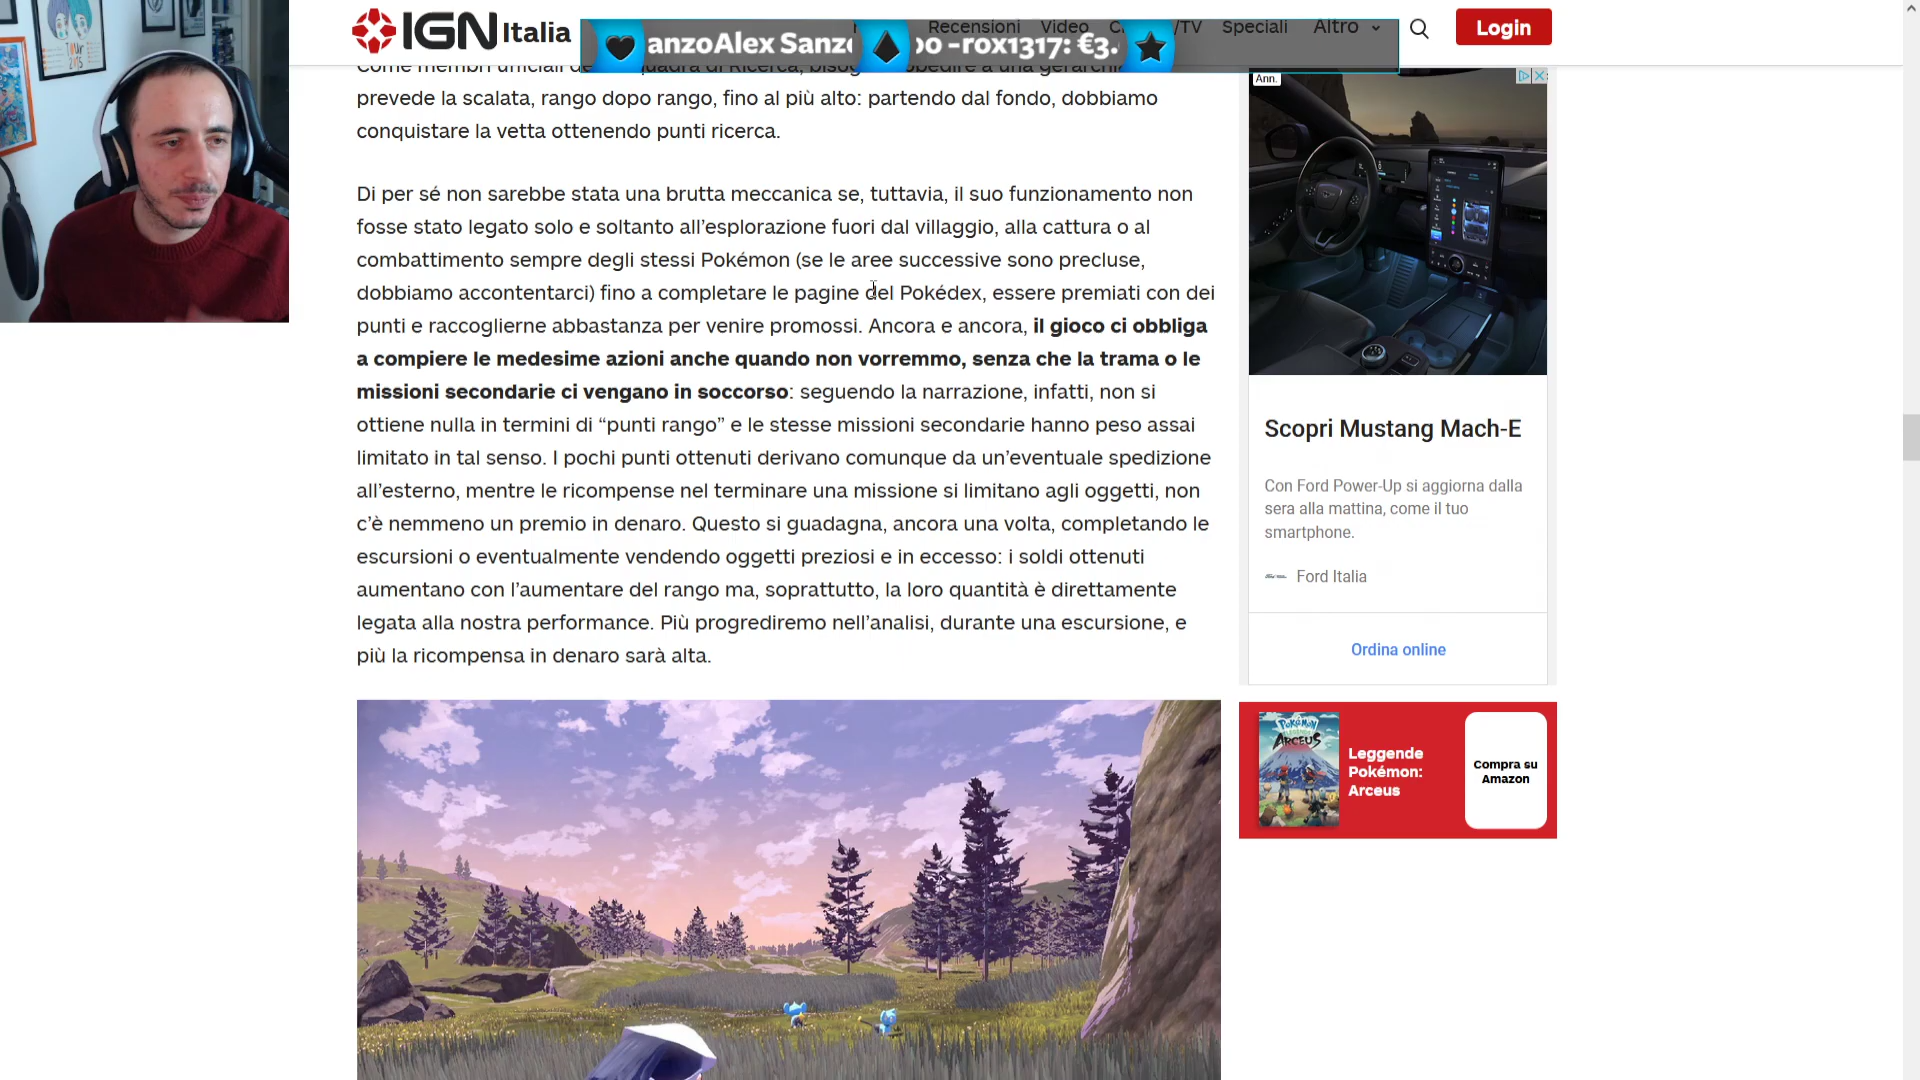 IGN Italia
Recensioni Video /TV Speciali Altro
Login
anzoAlex Sanz
oo -rox1317: €3.
prevede la scalata, rango dopo rango, fino al più alto: partendo dal fondo, dobbiamo
conquistare la vetta ottenendo punti ricerca.
Di per sé non sarebbe stata una brutta meccanica se, tuttavia, il suo funzionamento non
fosse stato legato solo e soltanto all’esplorazione fuori dal villaggio, alla cattura o al
combattimento sempre degli stessi Pokémon (se le aree successive sono precluse,
dobbiamo accontentarci) fino a completare le pagine del Pokédex, essere premiati con dei
punti e raccoglierne abbastanza per venire promossi. Ancora e ancora, il gioco ci obbliga
a compiere le medesime azioni anche quando non vorremmo, senza che la trama o le
missioni secondarie ci vengano in soccorso: seguendo la narrazione, infatti, non si
ottiene nulla in termini di “punti rango” e le stesse missioni secondarie hanno peso assai
limitato in tal senso. I pochi punti ottenuti derivano comunque da un’eventuale spedizione
all’esterno, mentre le ricompense nel terminare una missione si limitano agli oggetti, non
c’è nemmeno un premio in denaro. Questo si guadagna, ancora una volta, completando le
escursioni o eventualmente vendendo oggetti preziosi e in eccesso: i soldi ottenuti
aumentano con l’aumentare del rango ma, soprattutto, la loro quantità è direttamente
legata alla nostra performance. Più progrediremo nell’analisi, durante una escursione, e
più la ricompensa in denaro sarà alta.
Ann.
Scopri Mustang Mach-E
Con Ford Power-Up si aggiorna dalla
sera alla mattina, come il tuo
smartphone.
Ford Italia
Ordina online
POKÉMON
ARCEUS
Leggende
Pokémon:
Arceus
Compra su
Amazon
TOUR